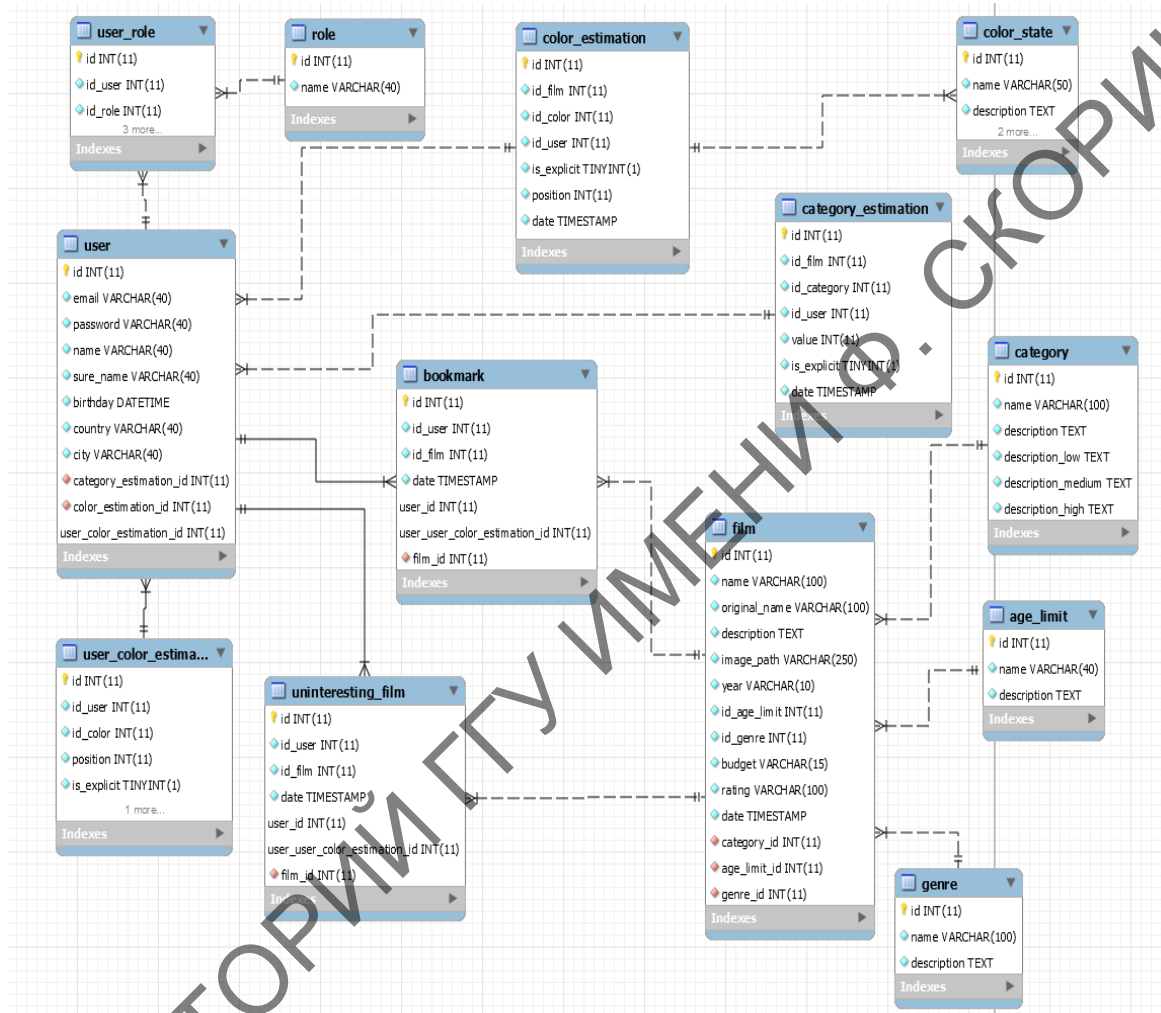 user_role
id INT(11)
id_user INT(11)
id_role INT(11)
3 more...
Indexes
role
id INT(11)
name VARCHAR(40)
Indexes
color_estimation
id INT(11)
id_film INT(11)
id_color INT(11)
id_user INT(11)
is_explicit TINYINT(1)
position INT(11)
date TIMESTAMP
Indexes
color_state
id INT(11)
name VARCHAR(50)
description TEXT
2 more...
Indexes
category_estimation
id INT(11)
id_film INT(11)
id_category INT(11)
id_user INT(11)
value INT(11)
is_explicit TINYINT(1)
date TIMESTAMP
Indexes
user
id INT(11)
email VARCHAR(40)
password VARCHAR(40)
name VARCHAR(40)
sure_name VARCHAR(40)
birthday DATETIME
country VARCHAR(40)
city VARCHAR(40)
category_estimation_id INT(11)
color_estimation_id INT(11)
user_color_estimation_id INT(11)
Indexes
bookmark
id INT(11)
id_user INT(11)
id_film INT(11)
date TIMESTAMP
user_id INT(11)
user_user_color_estimation_id INT(11)
film_id INT(11)
Indexes
category
id INT(11)
name VARCHAR(100)
description TEXT
description_low TEXT
description_medium TEXT
description_high TEXT
Indexes
film
id INT(11)
name VARCHAR(100)
original_name VARCHAR(100)
description TEXT
image_path VARCHAR(250)
year VARCHAR(10)
id_age_limit INT(11)
id_genre INT(11)
budget VARCHAR(15)
rating VARCHAR(100)
date TIMESTAMP
category_id INT(11)
age_limit_id INT(11)
genre_id INT(11)
Indexes
age_limit
id INT(11)
name VARCHAR(40)
description TEXT
Indexes
user_color_estima...
id INT(11)
id_user INT(11)
id_color INT(11)
position INT(11)
is_explicit TINYINT(1)
1 more...
Indexes
uninteresting_film
id INT(11)
id_user INT(11)
id_film INT(11)
date TIMESTAMP
user_id INT(11)
user_user_color_estimation_id INT(11)
film_id INT(11)
Indexes
genre
id INT(11)
name VARCHAR(100)
description TEXT
Indexes
ТОРИЙ ГГУ ИМЕНИ Ф. СКОРИ